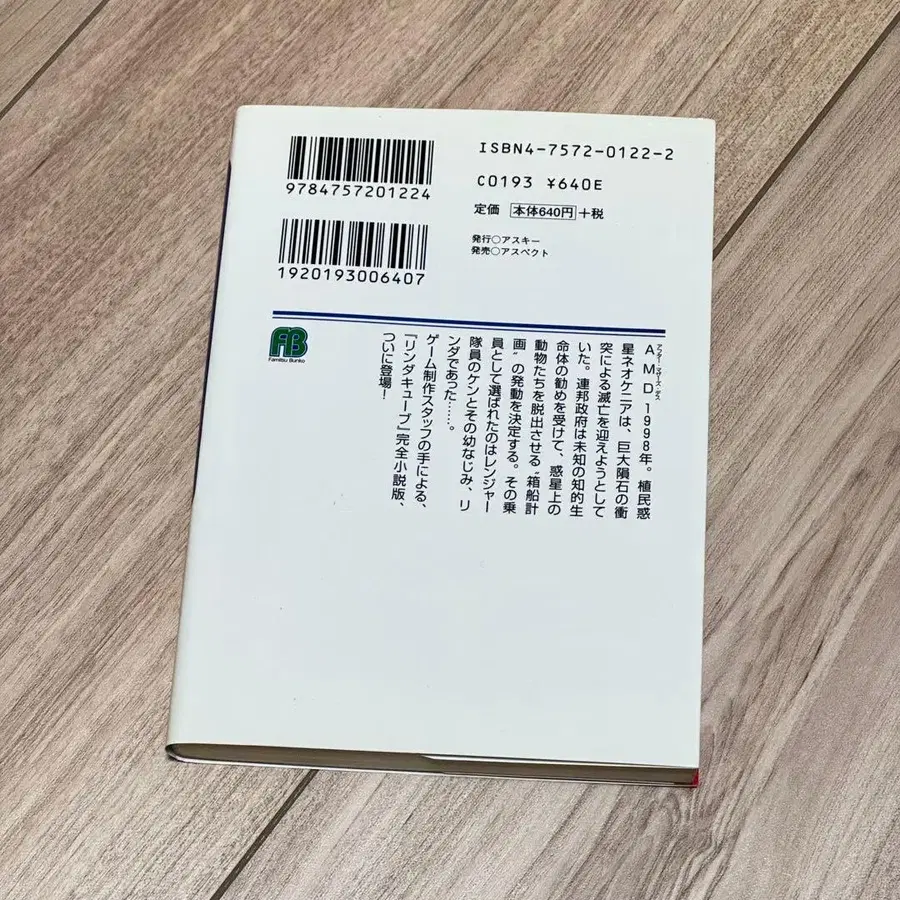 ISBN4-7572-0122-2
9784757201224
C0193 ¥640E
定価 本体640円+税
発行○アスキー
発売○アスペクト
1920193006407
FB
Famitsu Bunko
アフター・マザーズ・デス
AMD1998年。植民惑
星ネオケニアは、巨大隕石の衝
突による滅亡を迎えようとして
いた。連邦政府は未知の知的生
命体の勧めを受けて、惑星上の
動物たちを脱出させる〝箱船計
画〟の発動を決定する。その乗
員として選ばれたのはレンジャー
隊員のケンとその幼なじみ、リ
ンダであった……。
ゲーム制作スタッフの手による、
『リンダキューブ』完全小説版、
ついに登場!